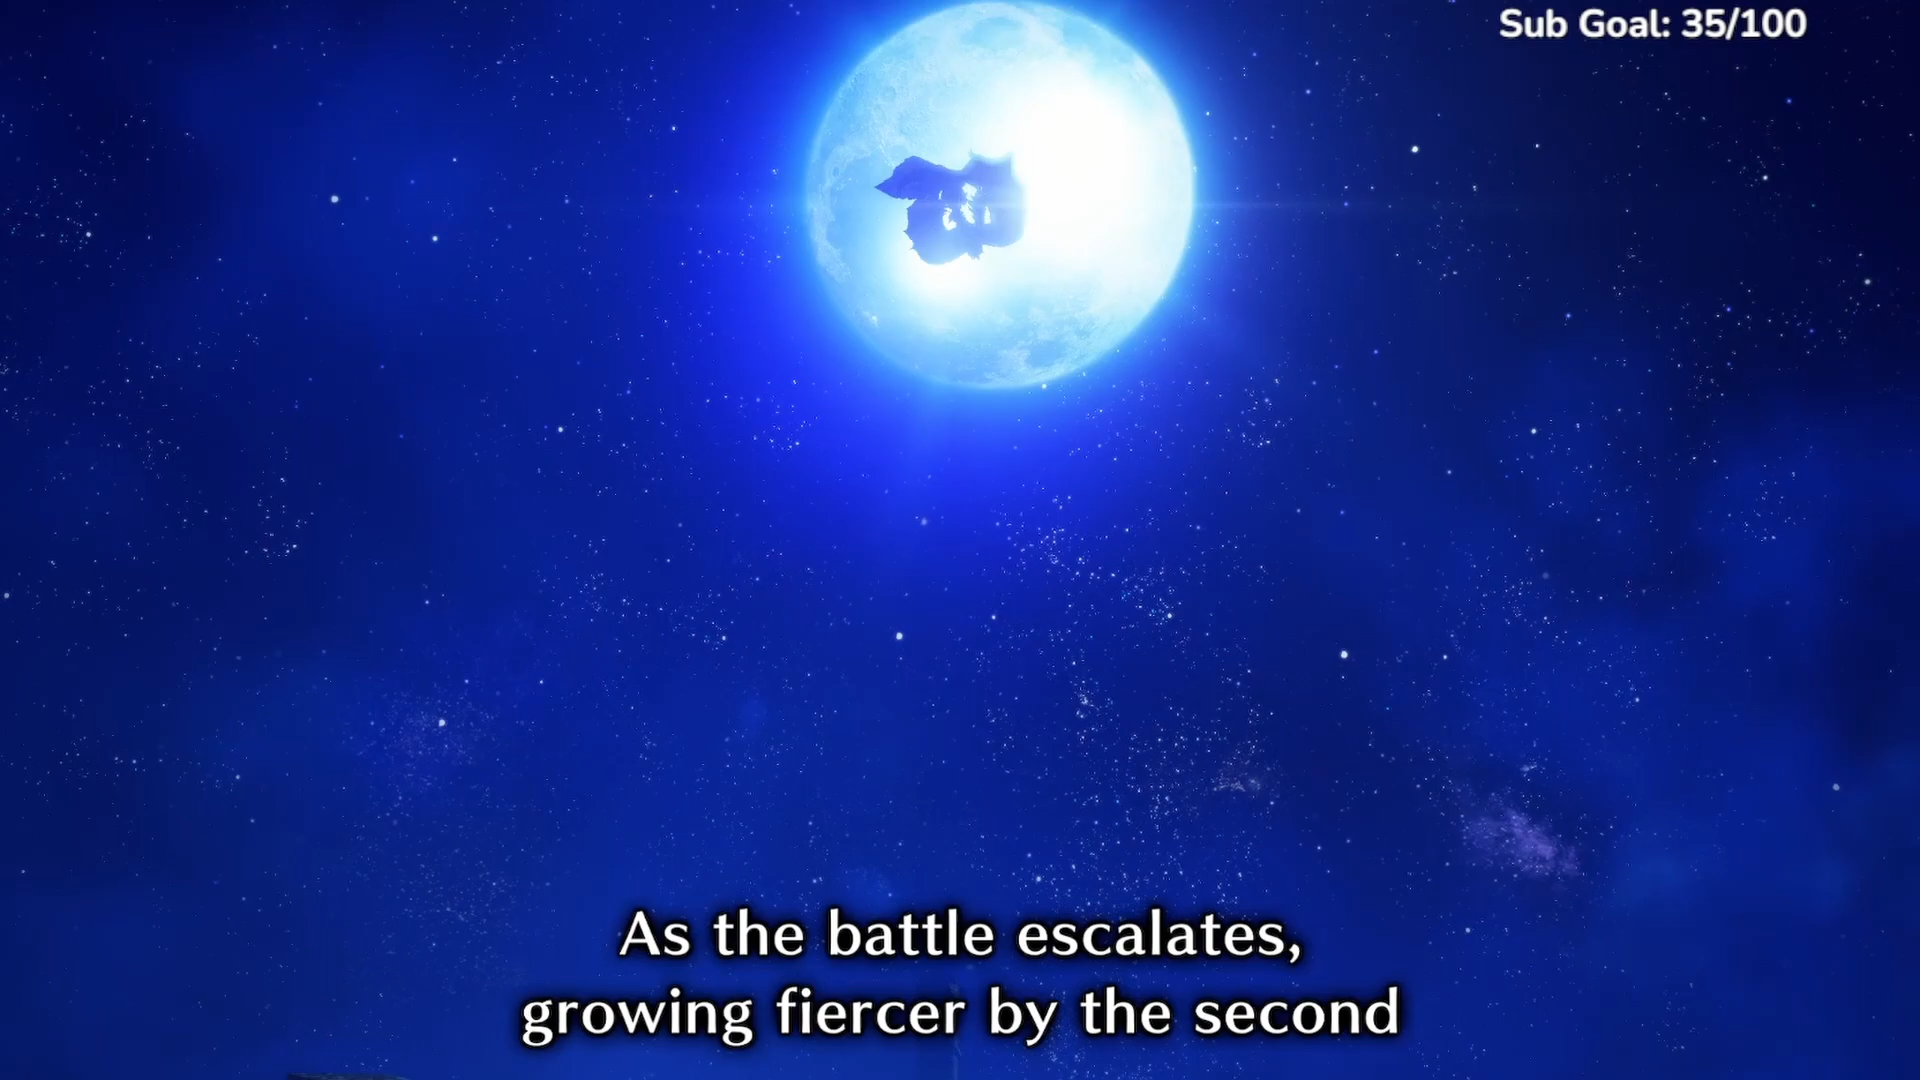 Sub Goal: 35/100
As the battle escalates,
growing fiercer by the second